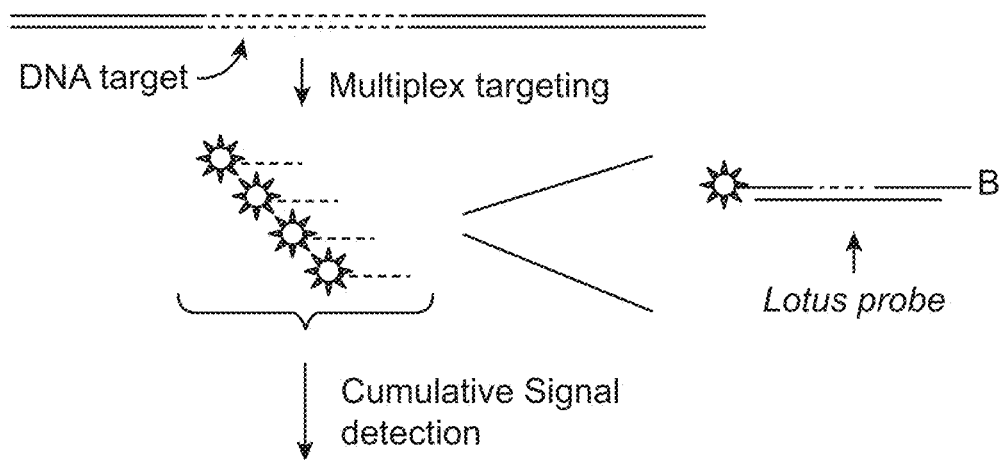 DNA target
Multiplex targeting
B
Lotus probe
Cumulative Signal
detection